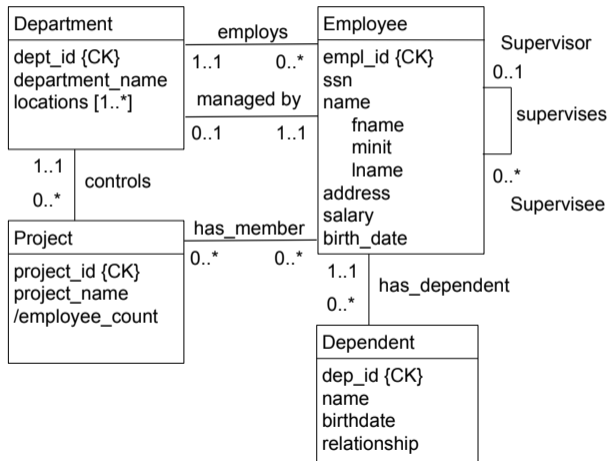 Department
dept_id {CK}
department_name
locations [1..*]
employs
1..1 0..*
managed by
0..1 1..1
Employee
empl_id {CK}
ssn
name
fname
minit
lname
address
salary
birth_date
Supervisor
0..1
supervises
0..*
Supervisee
1..1
controls
0..*
Project
project_id {CK}
project_name
/employee_count
has_member
0..* 0..*
1..1
has_dependent
0..*
Dependent
dep_id {CK}
name
birthdate
relationship